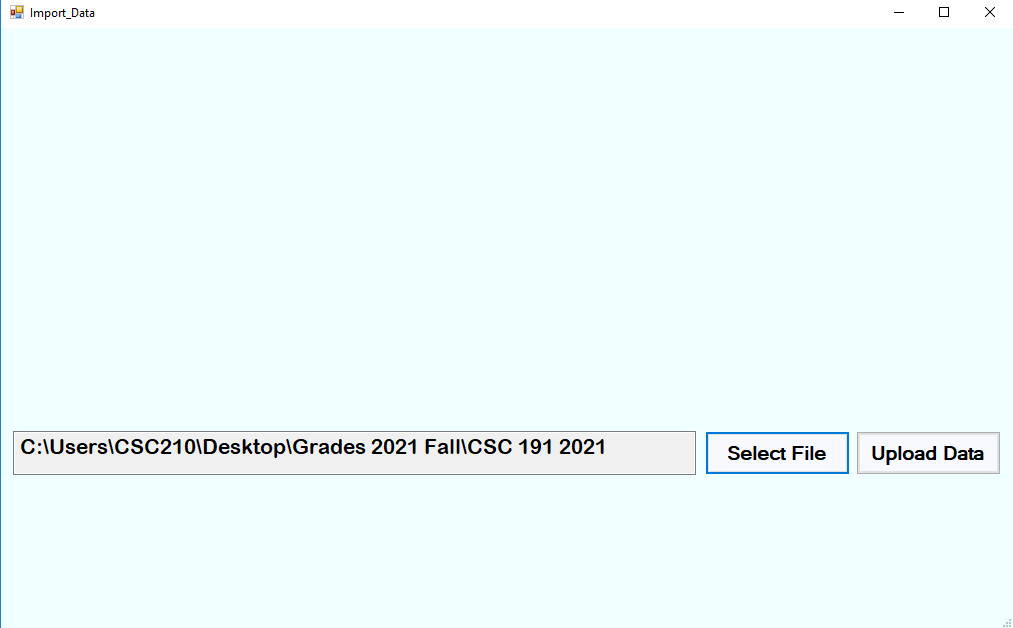 Import_Data
C:\Users\CSC210\Desktop\Grades 2021 Fall\CSC 191 2021
Select File
Upload Data